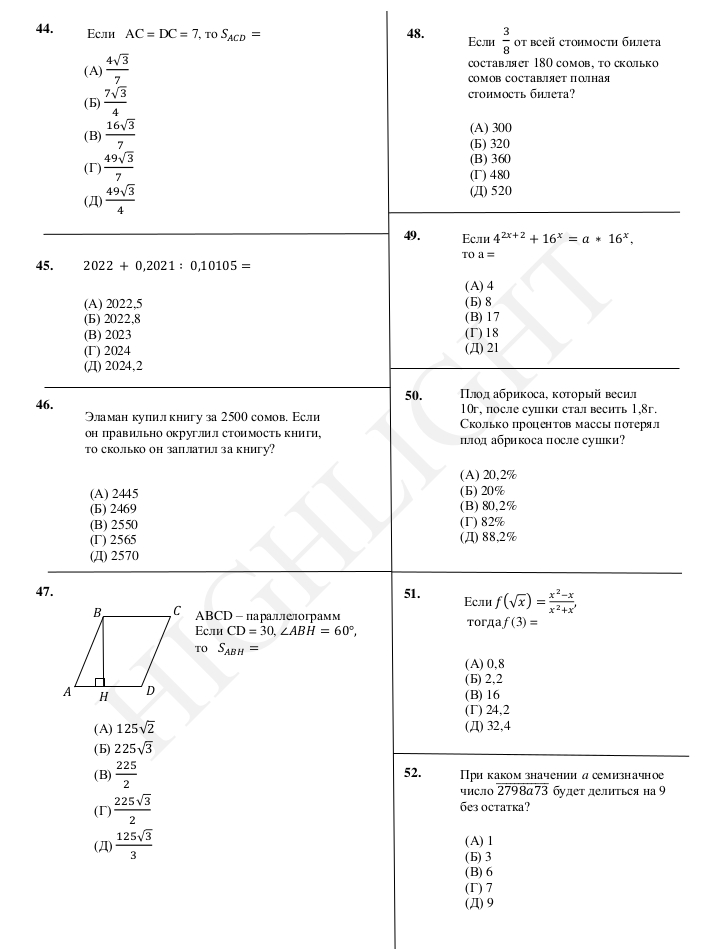 44.
Если AC = DC = 7, то S_{ACD} =
(А) \frac{4\sqrt{3}}{7}
(Б) \frac{7\sqrt{3}}{4}
(В) \frac{16\sqrt{3}}{7}
(Г) \frac{49\sqrt{3}}{7}
(Д) \frac{49\sqrt{3}}{4}
45.
2022 + 0,2021 : 0,10105 =
(А) 2022,5
(Б) 2022,8
(В) 2023
(Г) 2024
(Д) 2024,2
46.
Эламан купил книгу за 2500 сомов. Если
он правильно округлил стоимость книги,
то сколько он заплатил за книгу?
(А) 2445
(Б) 2469
(В) 2550
(Г) 2565
(Д) 2570
47.
B C
A H D
ABCD – параллелограмм
Если CD = 30, ∠ABH = 60°,
то S_{ABH} =
(А) 125\sqrt{2}
(Б) 225\sqrt{3}
(В) \frac{225}{2}
(Г) \frac{225\sqrt{3}}{2}
(Д) \frac{125\sqrt{3}}{3}
48.
Если \frac{3}{8} от всей стоимости билета
составляет 180 сомов, то сколько
сомов составляет полная
стоимость билета?
(А) 300
(Б) 320
(В) 360
(Г) 480
(Д) 520
49.
Если 4^{2x+2} + 16^{x} = a * 16^{x},
то a =
(А) 4
(Б) 8
(В) 17
(Г) 18
(Д) 21
50.
Плод абрикоса, который весил
10г, после сушки стал весить 1,8г.
Сколько процентов массы потерял
плод абрикоса после сушки?
(А) 20,2%
(Б) 20%
(В) 80,2%
(Г) 82%
(Д) 88,2%
51.
Если f(\sqrt{x}) = \frac{x^2-x}{x^2+x},
тогда f (3) =
(А) 0,8
(Б) 2,2
(В) 16
(Г) 24,2
(Д) 32,4
52.
При каком значении a семизначное
число \overline{2798a73} будет делиться на 9
без остатка?
(А) 1
(Б) 3
(В) 6
(Г) 7
(Д) 9
HIGHLIGHT